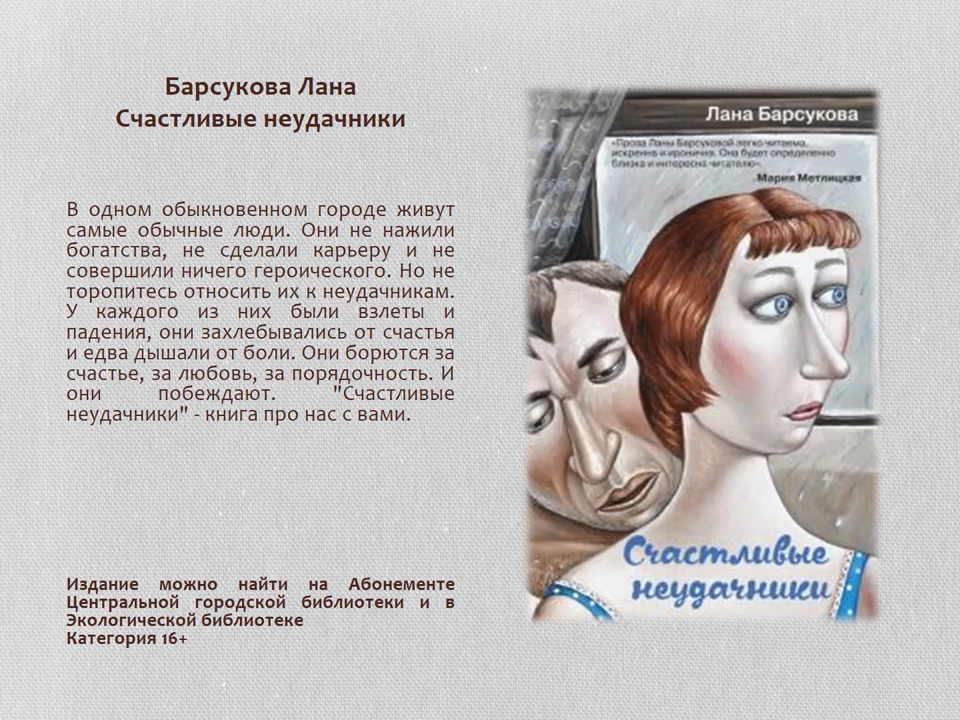 Барсукова Лана
Счастливые неудачники
В одном обыкновенном городе живут
самые обычные люди. Они не нажили
богатства, не сделали карьеру и не
совершили ничего героического. Но не
торопитесь относить их к неудачникам.
У каждого из них были взлеты и
падения, они захлебывались от счастья
и едва дышали от боли. Они борются за
счастье, за любовь, за порядочность. И
они побеждают. "Счастливые
неудачники" - книга про нас с вами.
Издание можно найти на Абонементе
Центральной городской библиотеки и в
Экологической библиотеке
Категория 16+
Лана Барсукова
«Проза Ланы Барсуковой легко читаема,
искренна и иронична. Она будет определенно
близка и интересна читателю».
Мария Метлицкая
Счастливые
неудачники